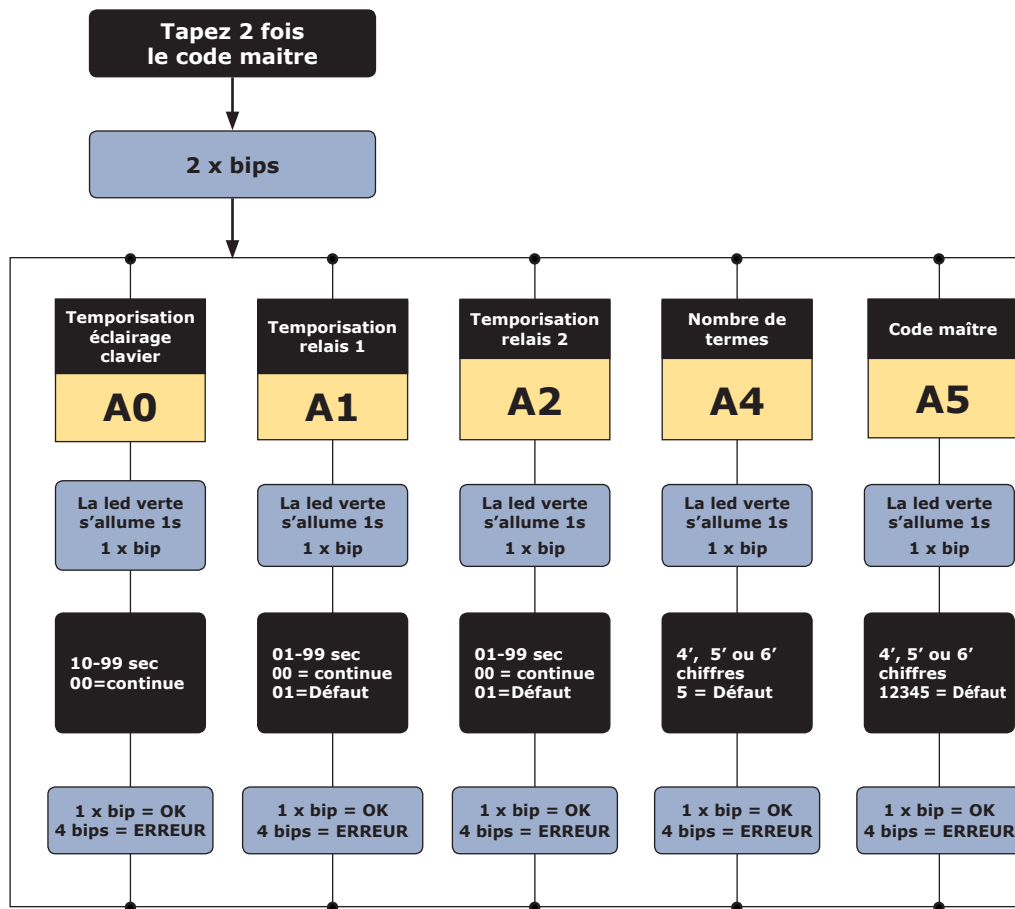 Tapez 2 fois
le code maitre
2 x bips
Temporisation
éclairage
clavier
A0
La led verte
s’allume 1s
1 x bip
10-99 sec
00=continue
1 x bip = OK
4 bips = ERREUR
Temporisation
relais 1
A1
La led verte
s’allume 1s
1 x bip
01-99 sec
00 = continue
01=Défaut
1 x bip = OK
4 bips = ERREUR
Temporisation
relais 2
A2
La led verte
s’allume 1s
1 x bip
01-99 sec
00 = continue
01=Défaut
1 x bip = OK
4 bips = ERREUR
Nombre de
termes
A4
La led verte
s’allume 1s
1 x bip
4’, 5’ ou 6’
chiffres
5 = Défaut
1 x bip = OK
4 bips = ERREUR
Code maître
A5
La led verte
s’allume 1s
1 x bip
4’, 5’ ou 6’
chiffres
12345 = Défaut
1 x bip = OK
4 bips = ERREUR